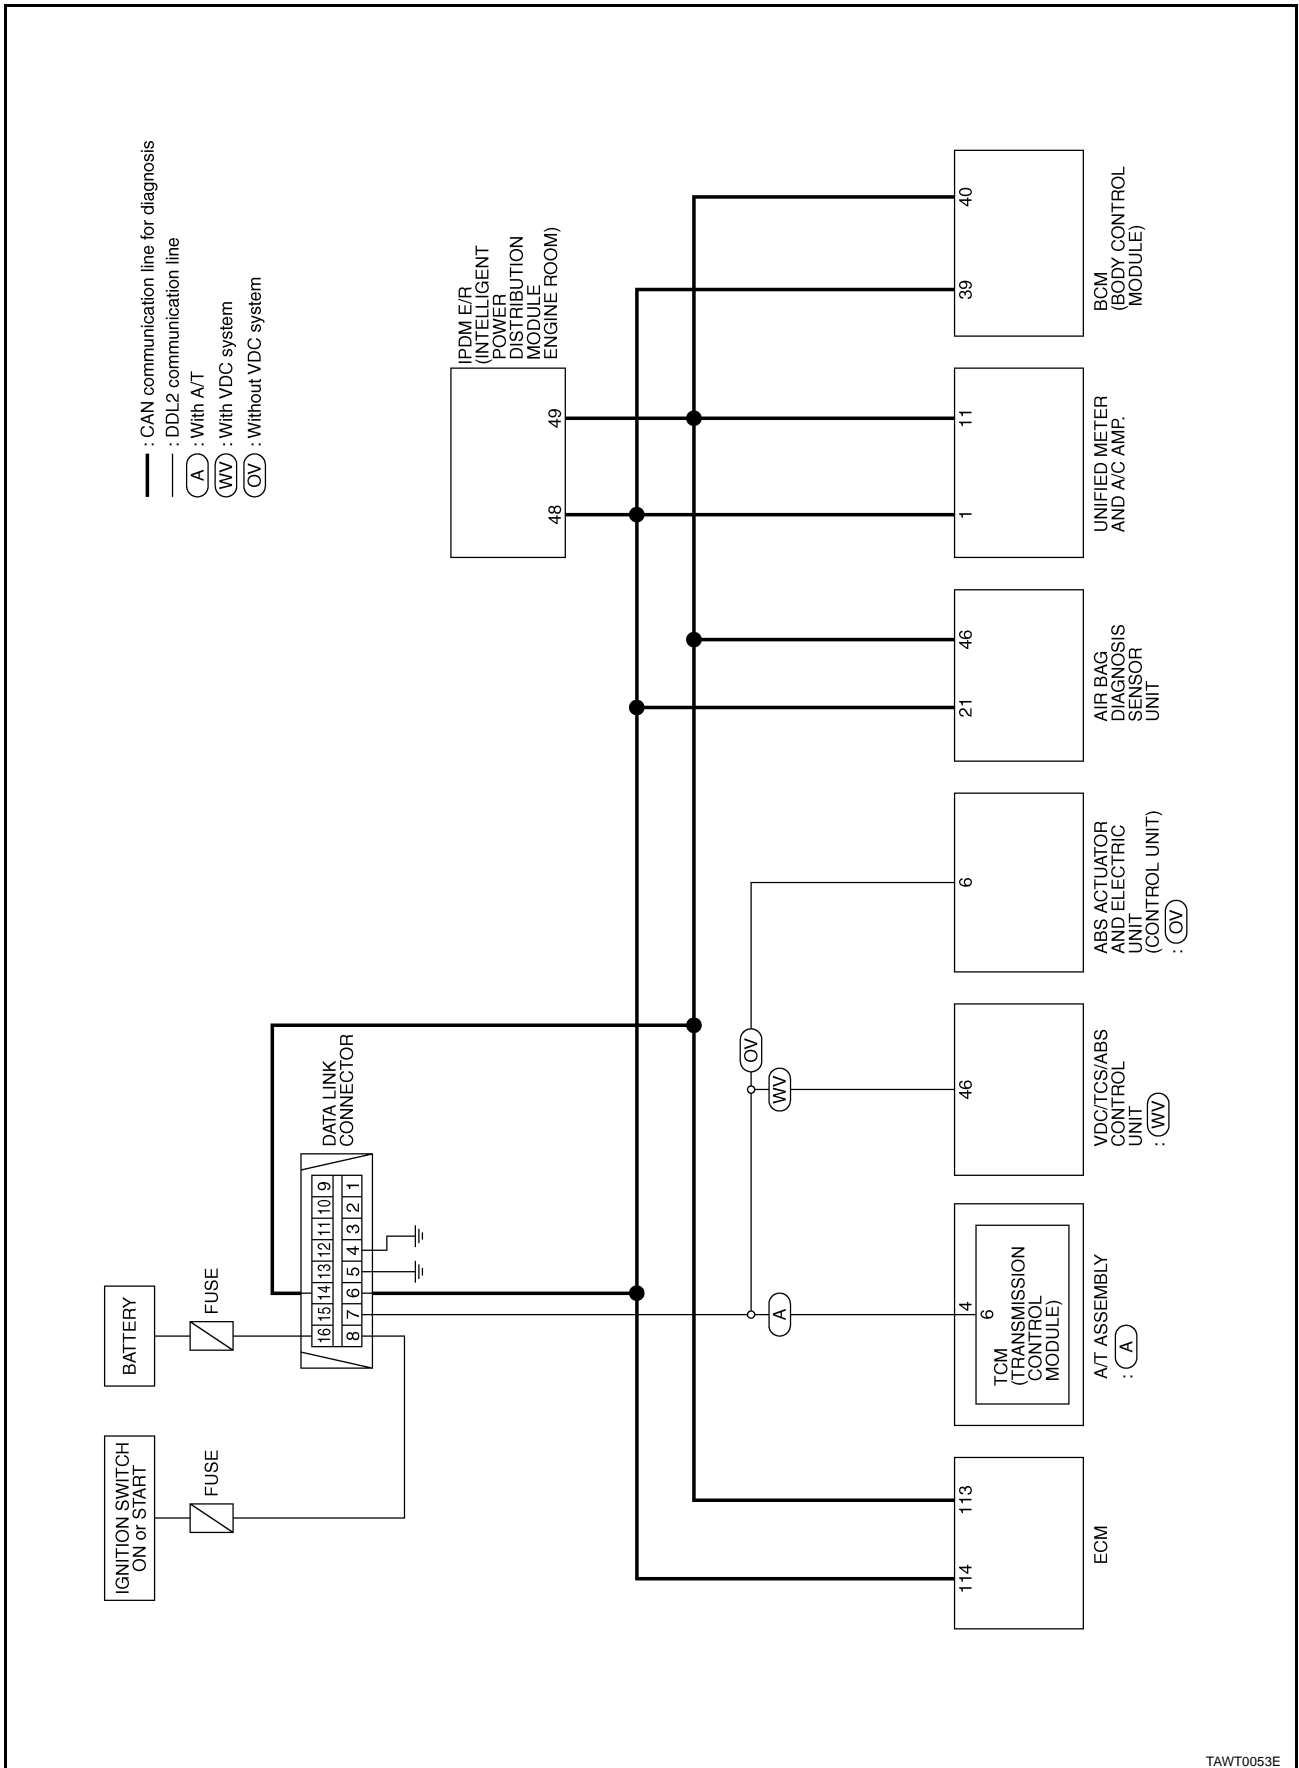 : CAN communication line for diagnosis
: DDL2 communication line
A : With A/T
WV : With VDC system
OV : Without VDC system
IGNITION SWITCH
ON or START
BATTERY
FUSE
FUSE
DATA LINK
CONNECTOR
16 15 14 13 12 11 10 9
8 7 6 5 4 3 2 1
IPDM E/R
(INTELLIGENT
POWER
DISTRIBUTION
MODULE
ENGINE ROOM)
48
49
A
WV
OV
114
113
ECM
4
6
TCM
(TRANSMISSION
CONTROL
MODULE)
A/T ASSEMBLY
: A
46
VDC/TCS/ABS
CONTROL
UNIT
: WV
6
ABS ACTUATOR
AND ELECTRIC
UNIT
(CONTROL UNIT)
: OV
21
46
AIR BAG
DIAGNOSIS
SENSOR
UNIT
1
11
UNIFIED METER
AND A/C AMP.
39
40
BCM
(BODY CONTROL
MODULE)
TAWT0053E